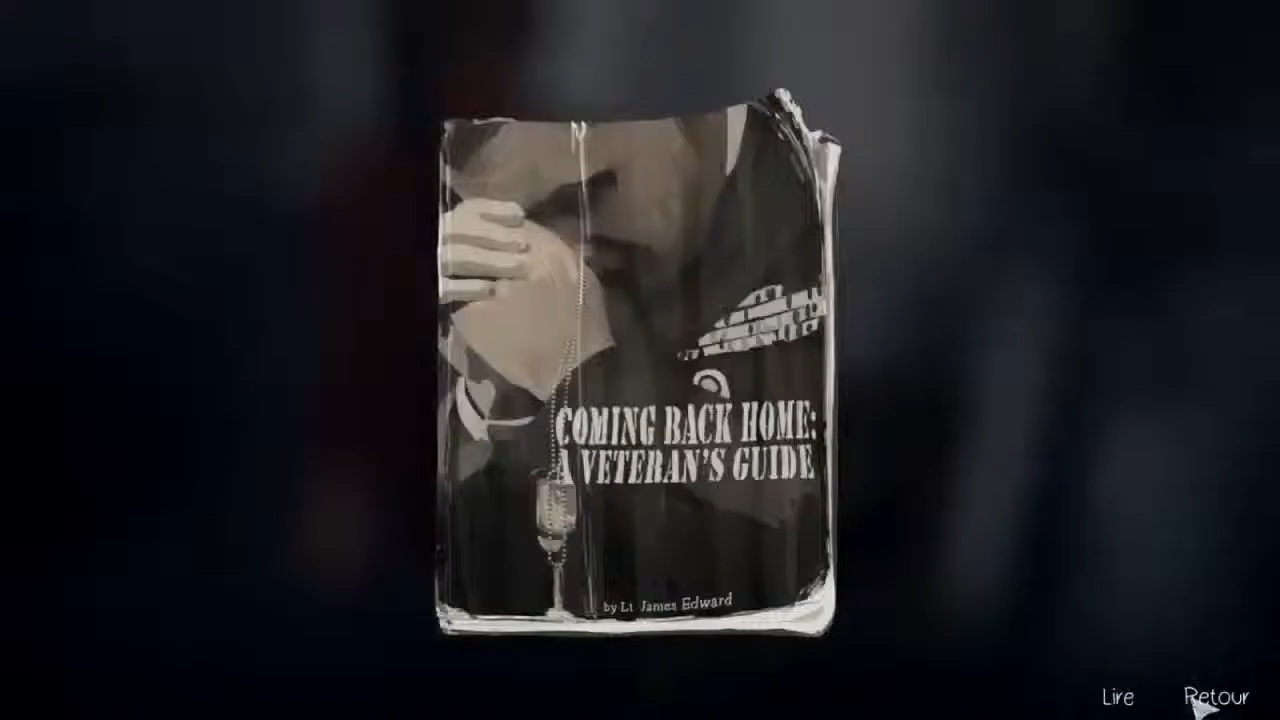 COMING BACK HOME:
A VETERAN'S GUIDE
by Lt James Edward
Lire Retour